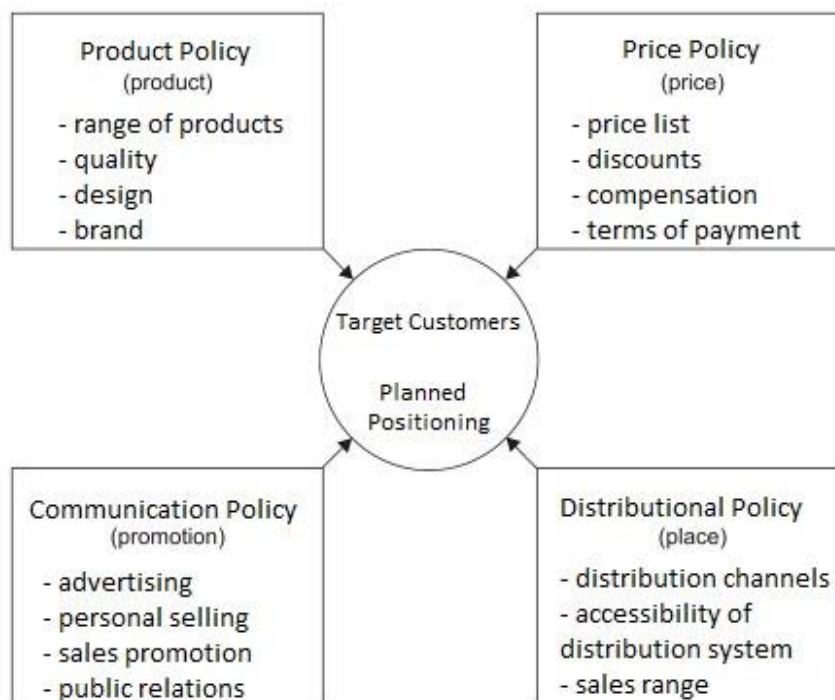 Product Policy
(product)
- range of products
- quality
- design
- brand
Price Policy
(price)
- price list
- discounts
- compensation
- terms of payment
Target Customers
Planned
Positioning
Communication Policy
(promotion)
- advertising
- personal selling
- sales promotion
- public relations
Distributional Policy
(place)
- distribution channels
- accessibility of
distribution system
- sales range